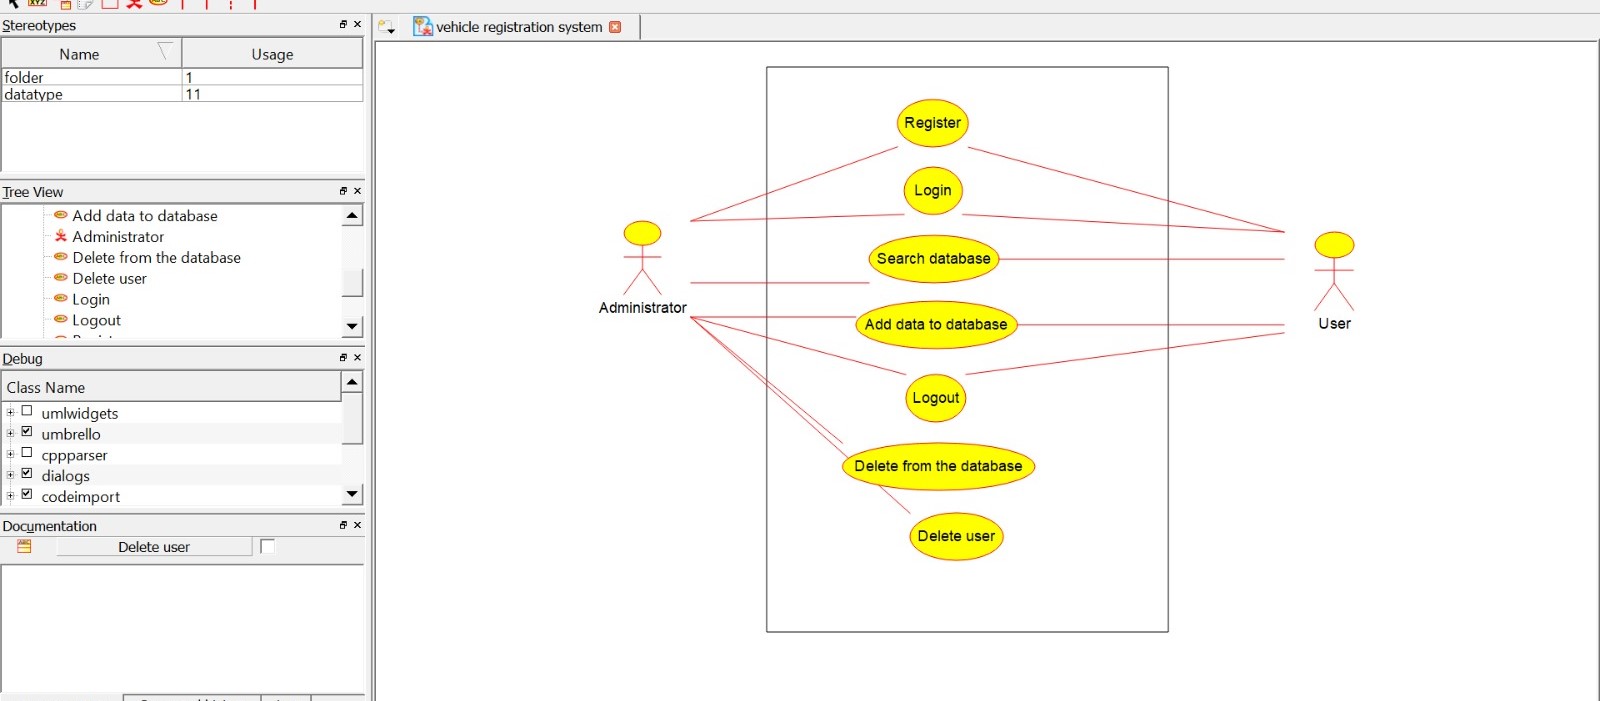 XYZ
Stereotypes
Name Usage
folder 1
datatype 11
Tree View
Add data to database
Administrator
Delete from the database
Delete user
Login
Logout
Debug
Class Name
umlwidgets
umbrello
cppparser
dialogs
codeimport
Documentation
Delete user
vehicle registration system
Register
Login
Search database
Administrator
Add data to database
User
Logout
Delete from the database
Delete user